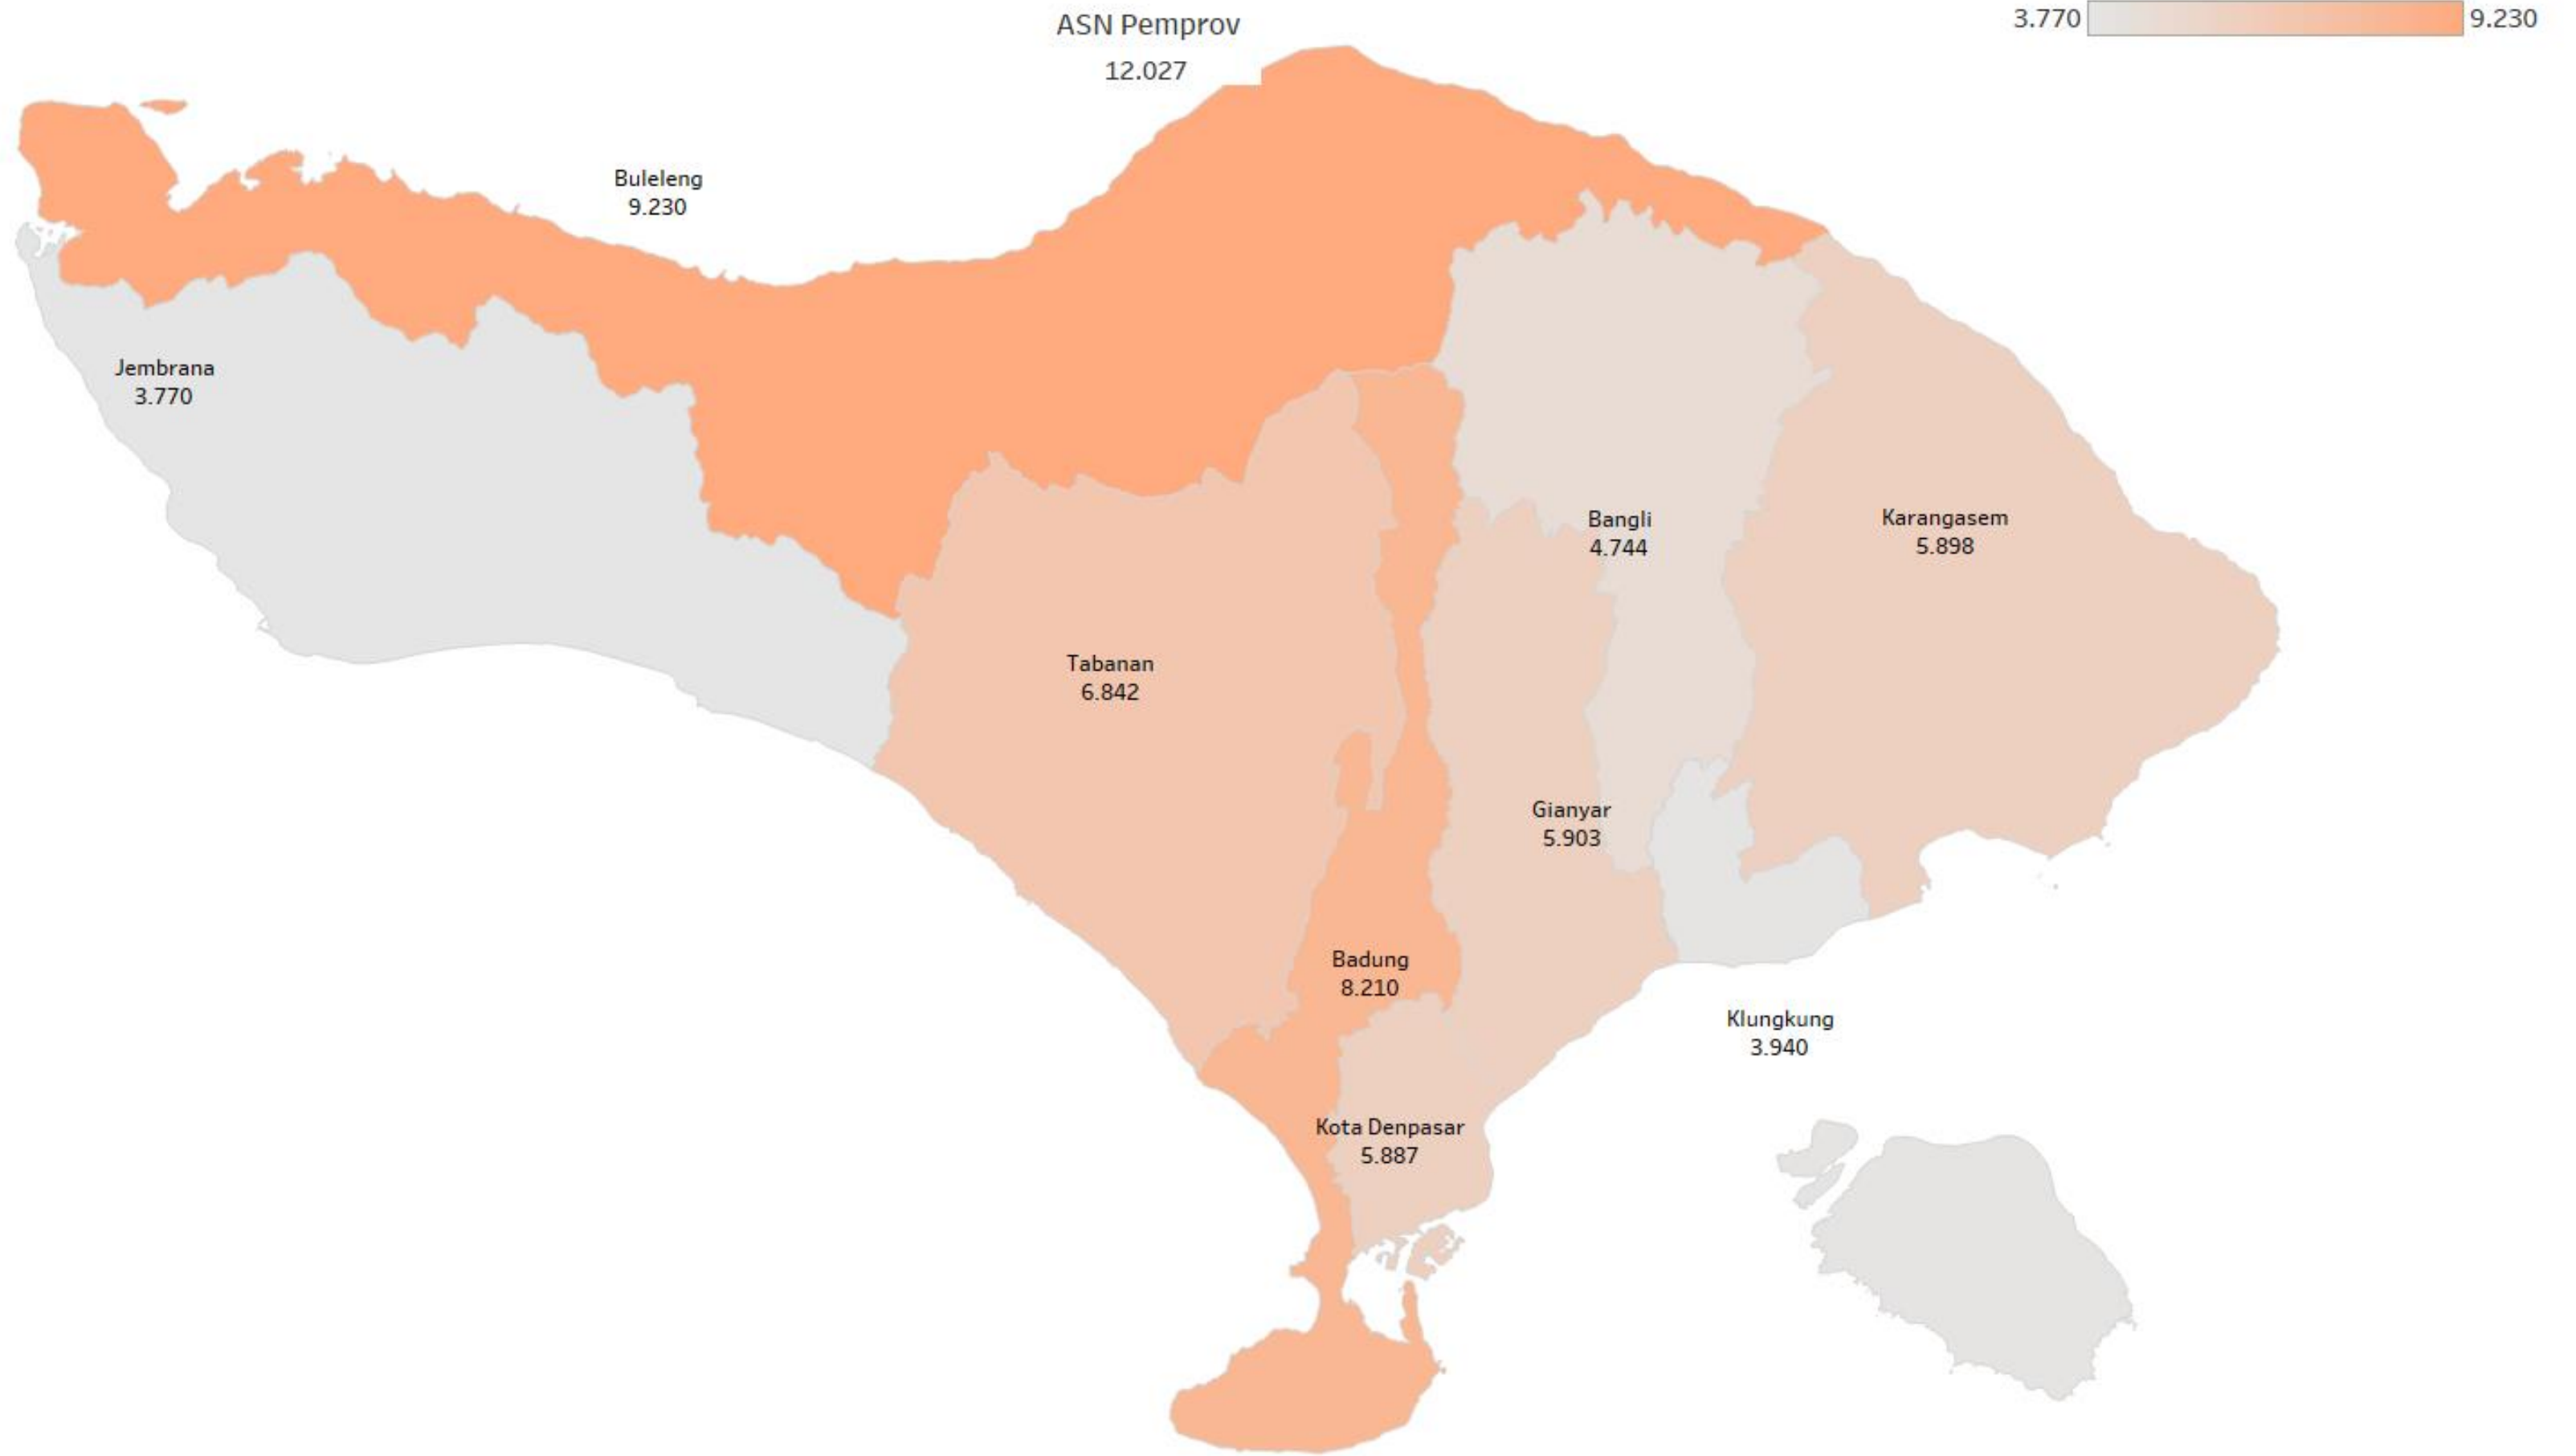 ASN Pemprov
12.027
3.770
9.230
Buleleng
9.230
Jembrana
3.770
Bangli
4.744
Karangasem
5.898
Tabanan
6.842
Gianyar
5.903
Badung
8.210
Klungkung
3.940
Kota Denpasar
5.887